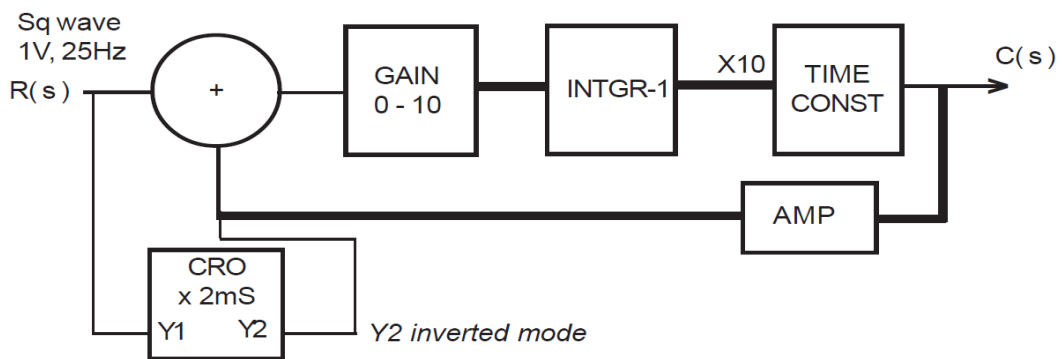 Sq wave
1V, 25Hz
R(s)
+
GAIN
0 - 10
INTGR-1
X10
TIME
CONST
C(s)
AMP
CRO
x 2mS
Y1 Y2
Y2 inverted mode